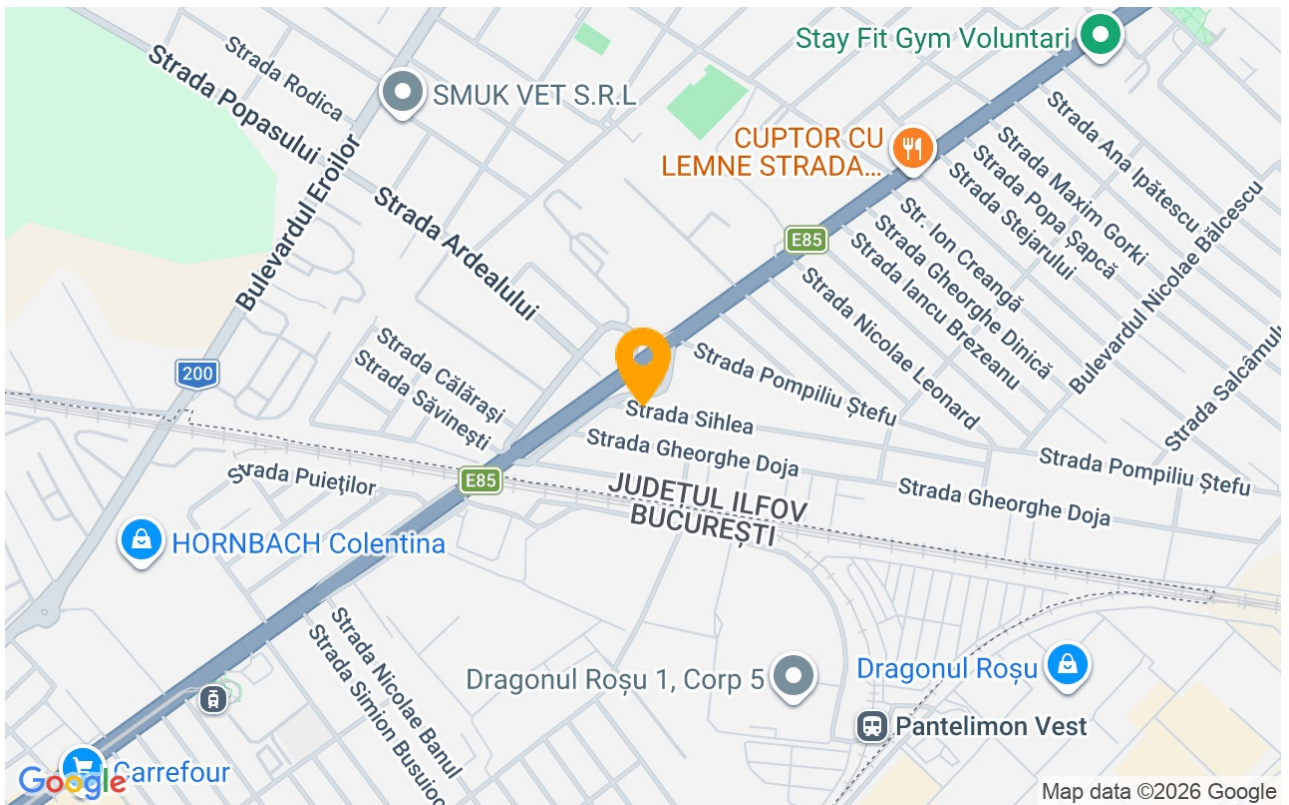 Stay Fit Gym Voluntari
Strada Rodica
Strada Popasului
SMUK VET S.R.L
CUPTOR CU
LEMNE STRADA...
Strada Ana Ipătescu
Strada Maxim Gorki
Strada Popa Șapcă
Strada Stejarului
Bulevardul Eroilor
Strada Ardealului
E85
Str. Ion Creangă
Strada Gheorghe Dinică
Strada Iancu Brezeanu
Strada Nicolae Leonard
Bulevardul Nicolae Bălcescu
Strada Salcâmu
200
Strada Călărași
Strada Săvinești
Strada Pompiliu Ștefu
Strada Sihlea
Strada Gheorghe Doja
Strada Pompiliu Ștefu
Strada Gheorghe Doja
Strada Puieților
E85
JUDEȚUL ILFOV
BUCUREȘTI
HORNBACH Colentina
Strada Nicolae Banul
Strada Simion Busuioc
Dragonul Roșu 1, Corp 5
Dragonul Roșu
Pantelimon Vest
Carrefour
Google
Map data ©2026 Google